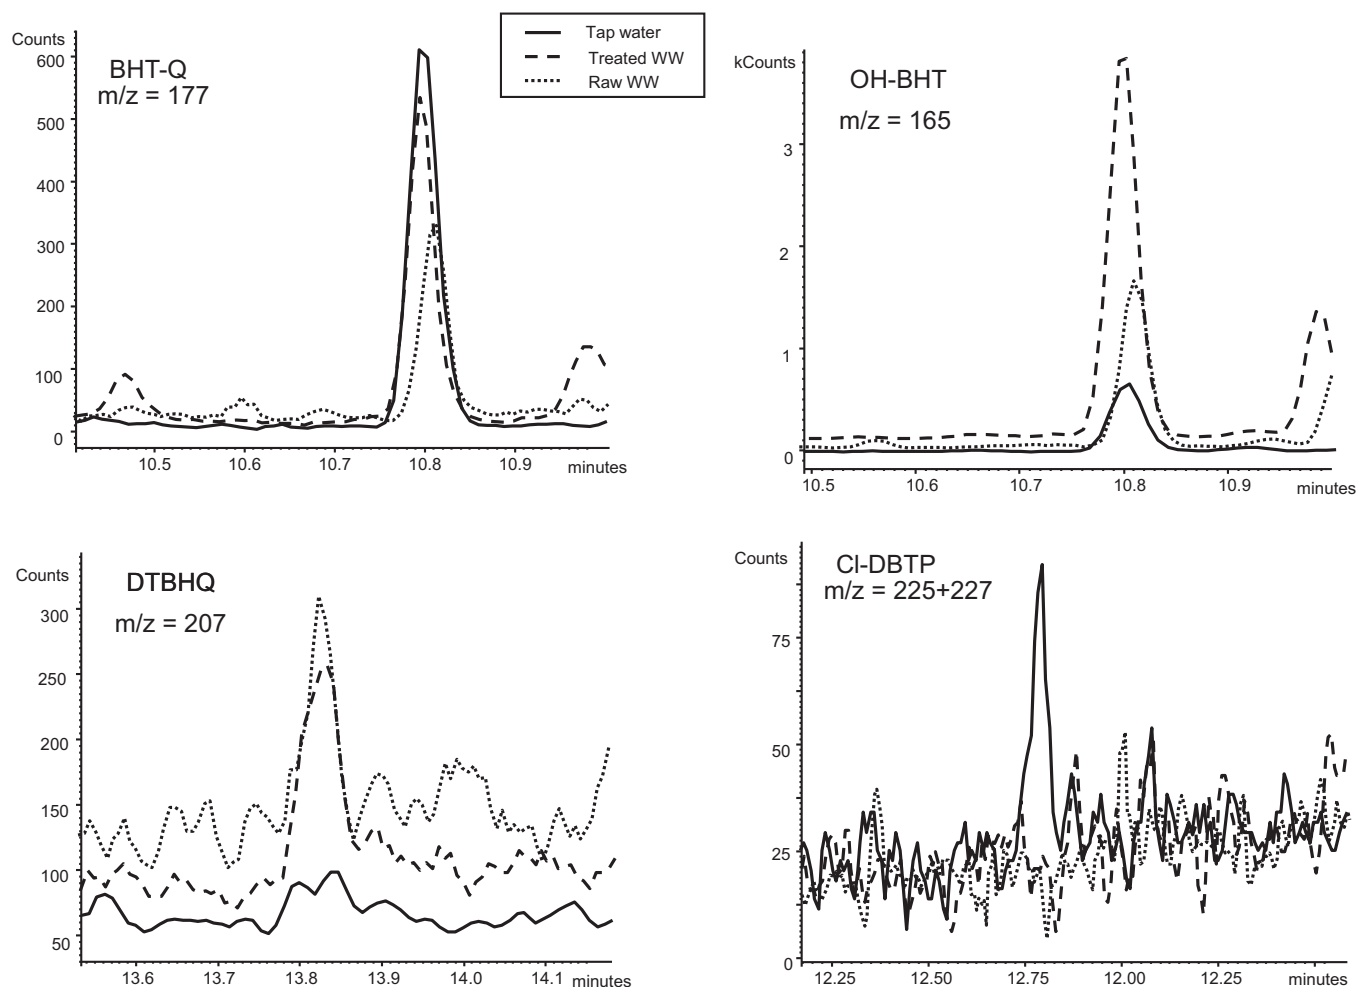 Tap water
Treated WW
Raw WW
Counts
BHT-Q
m/z = 177
600
500
400
300
200
100
0
10.5 10.6 10.7 10.8 10.9 minutes
kCounts
OH-BHT
m/z = 165
3
2
1
0
10.5 10.6 10.7 10.8 10.9 minutes
Counts
DTBHQ
m/z = 207
300
250
200
150
100
50
13.6 13.7 13.8 13.9 14.0 14.1 minutes
Counts
Cl-DBTP
m/z = 225+227
75
50
25
0
12.25 12.50 12.75 12.00 12.25 minutes